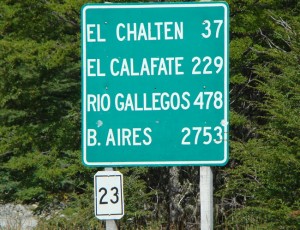 EL CHALTEN 37
EL CALAFATE 229
RIO GALLEGOS 478
B. AIRES 2753
23